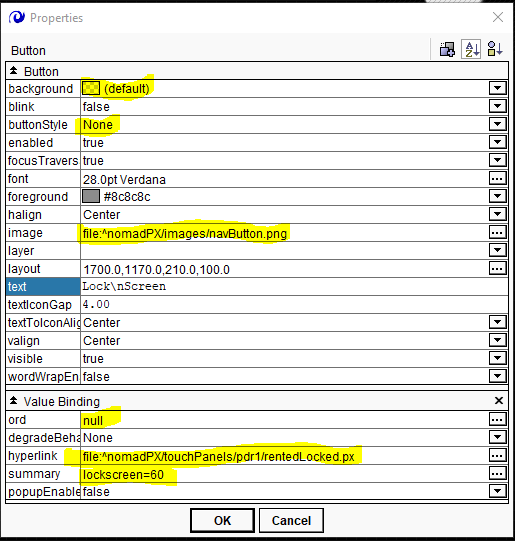 Properties
Button
Button
background (default)
blink false
buttonStyle None
enabled true
focusTravers true
font 28.0pt Verdana
foreground #8c8c8c
halign Center
image file:^nomadPX/images/navButton.png
layer
layout 1700.0,1170.0,210.0,100.0
text Lock\nScreen
textIconGap 4.00
textToIconAlig Center
valign Center
visible true
wordWrapEn false
Value Binding
ord null
degradeBeha None
hyperlink file:^nomadPX/touchPanels/pdr1/rentedLocked.px
summary lockscreen=60
popupEnable false
OK Cancel